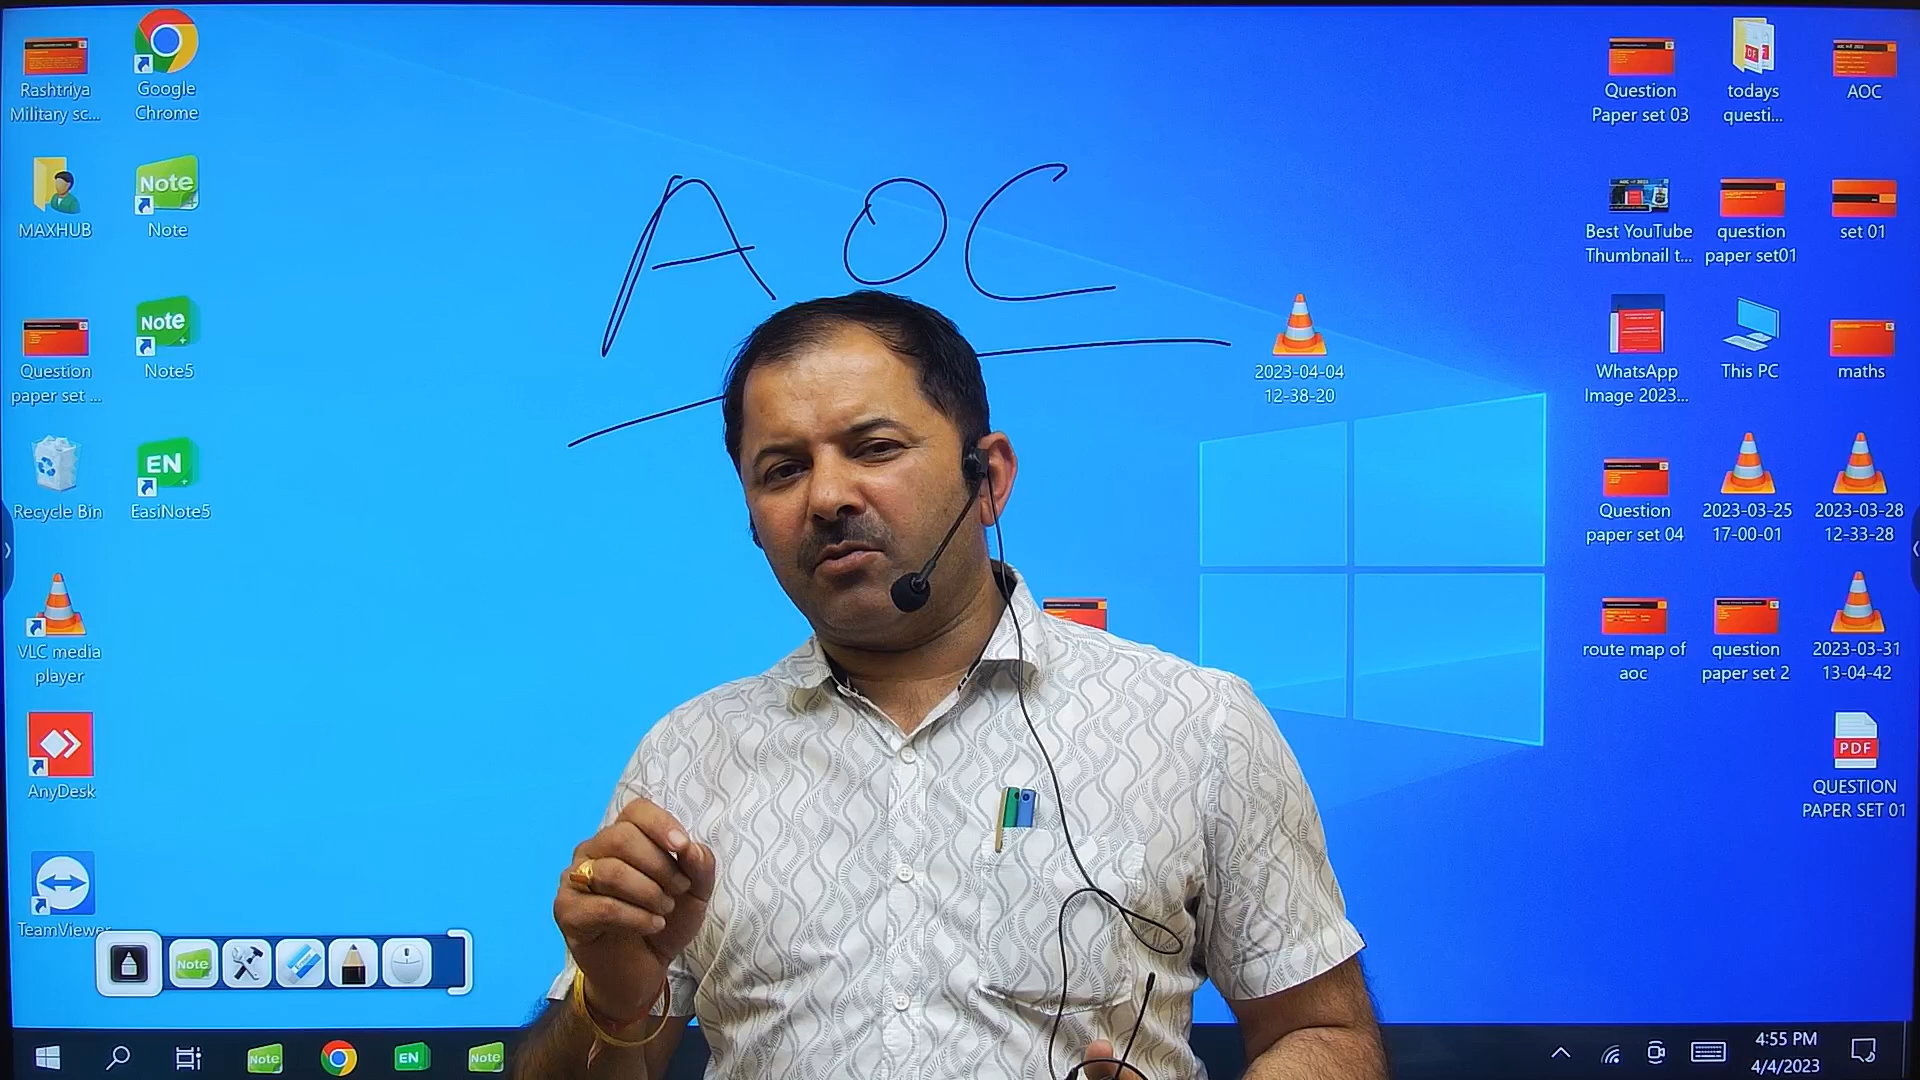 Rashtriya
Military sc...
Google
Chrome
Question
Paper set 03
todays
questi...
AOC
A O C
MAXHUB
Note
Note
Best YouTube
Thumbnail t...
question
paper set01
set 01
Question
paper set ...
Note
Note5
2023-04-04
12-38-20
WhatsApp
Image 2023...
This PC
maths
Recycle Bin
EN
EasiNote5
Question
paper set 04
2023-03-25
17-00-01
2023-03-28
12-33-28
VLC media
player
route map of
aoc
question
paper set 2
2023-03-31
13-04-42
AnyDesk
PDF
QUESTION
PAPER SET 01
TeamViewer
Note
Note
EN
Note
4:55 PM
4/4/2023